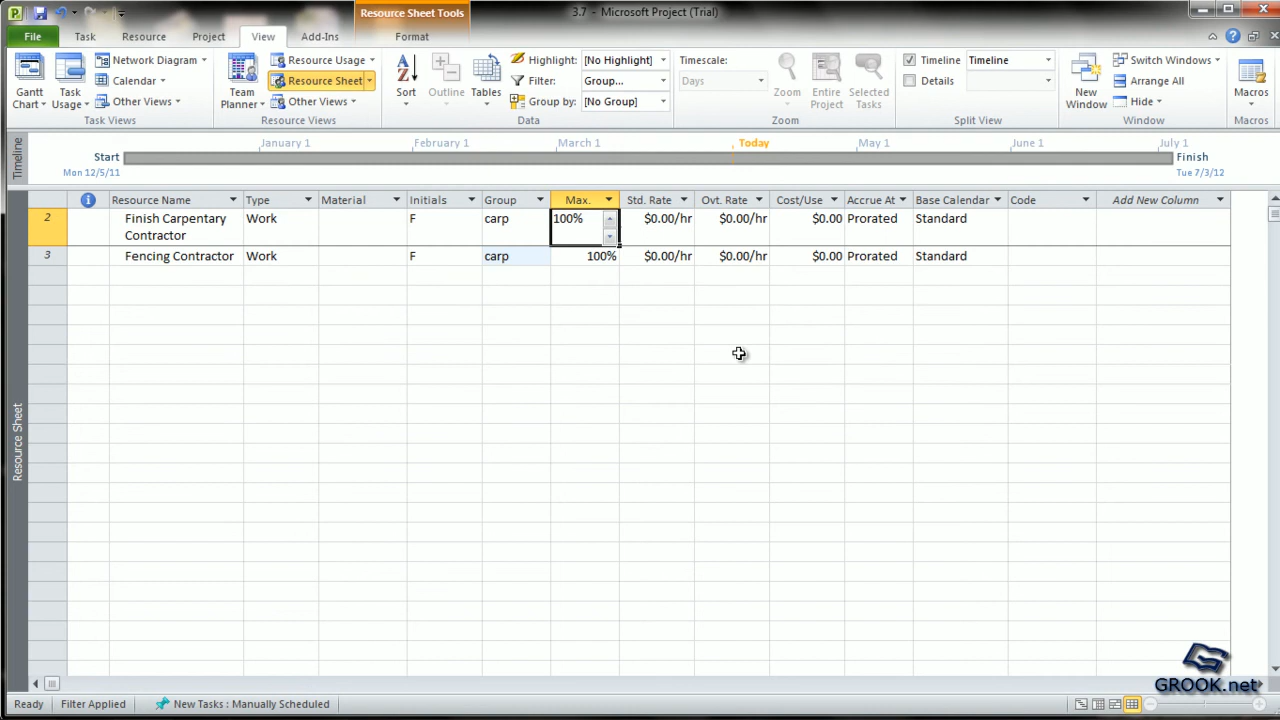 Resource Sheet Tools
3.7 - Microsoft Project (Trial)
File Task Resource Project View Add-Ins Format
Gantt Chart
Task Usage
Network Diagram
Calendar
Other Views
Task Views
Team Planner
Resource Usage
Resource Sheet
Other Views
Resource Views
Sort
Outline
Tables
Highlight: [No Highlight]
Filter: Group...
Group by: [No Group]
Data
Timescale:
Days
Zoom
Entire Project
Selected Tasks
Zoom
Timeline Timeline
Details
Split View
New Window
Switch Windows
Arrange All
Hide
Window
Macros
Macros
Timeline
Start
Mon 12/5/11
January 1 February 1 March 1 Today May 1 June 1 July 1
Finish
Tue 7/3/12
Resource Name Type Material Initials Group Max. Std. Rate Ovt. Rate Cost/Use Accrue At Base Calendar Code Add New Column
2 Finish Carpentary Contractor Work F carp 100% $0.00/hr $0.00/hr $0.00 Prorated Standard
3 Fencing Contractor Work F carp 100% $0.00/hr $0.00/hr $0.00 Prorated Standard
Resource Sheet
GROOK.net
Ready Filter Applied New Tasks : Manually Scheduled